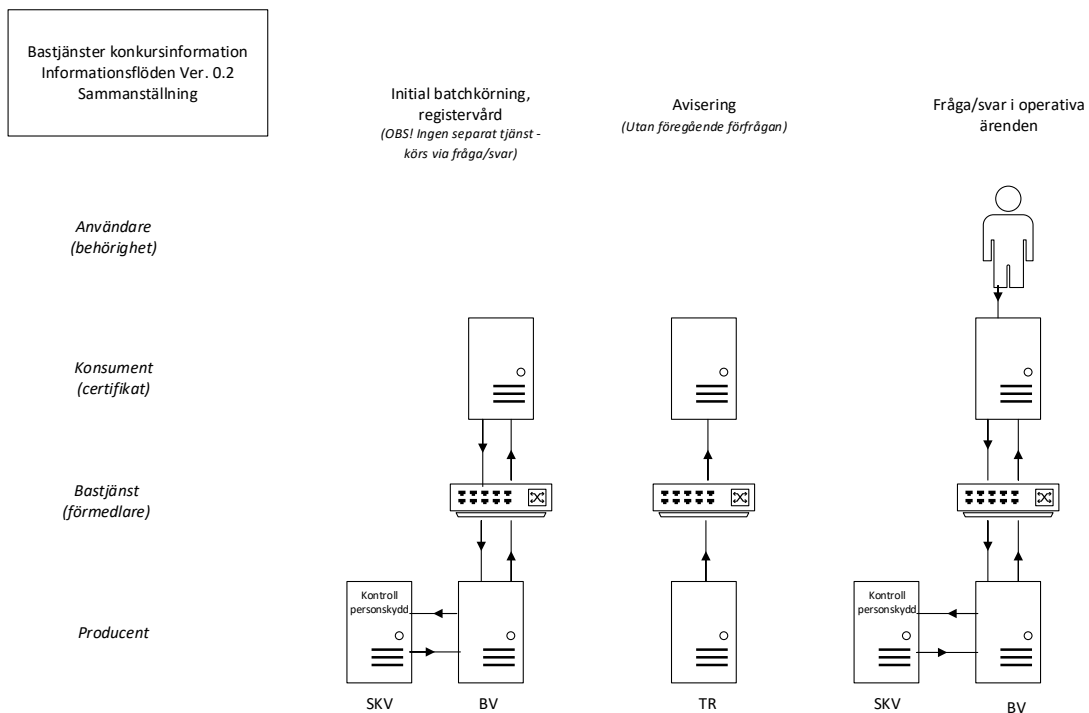 Bastjänster konkursinformation
Informationsflöden Ver. 0.2
Sammanställning
Initial batchkörning,
registervård
(OBS! Ingen separat tjänst -
körs via fråga/svar)
Avisering
(Utan föregående förfrågan)
Fråga/svar i operativa
ärenden
Användare
(behörighet)
Konsument
(certifikat)
Bastjänst
(förmedlare)
Producent
Kontroll
personskydd
SKV
BV
TR
Kontroll
personskydd
SKV
BV